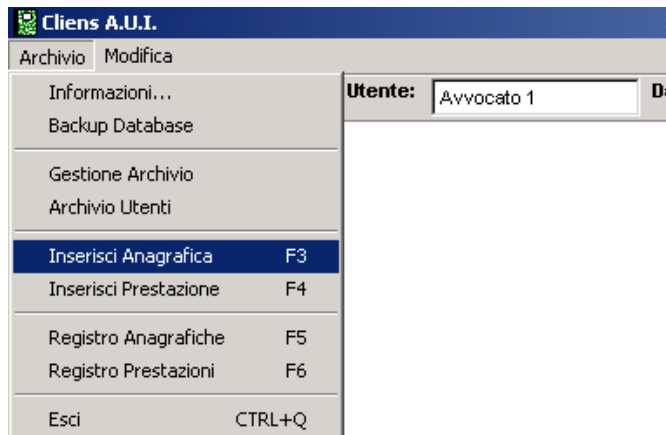 Cliens A.U.I.
Archivio Modifica
Informazioni...
Utente: Avvocato 1
Backup Database
Gestione Archivio
Archivio Utenti
Inserisci Anagrafica F3
Inserisci Prestazione F4
Registro Anagrafiche F5
Registro Prestazioni F6
Esci CTRL+Q